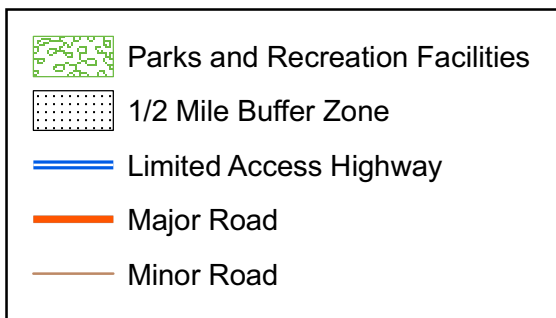 Parks and Recreation Facilities
1/2 Mile Buffer Zone
Limited Access Highway
Major Road
Minor Road